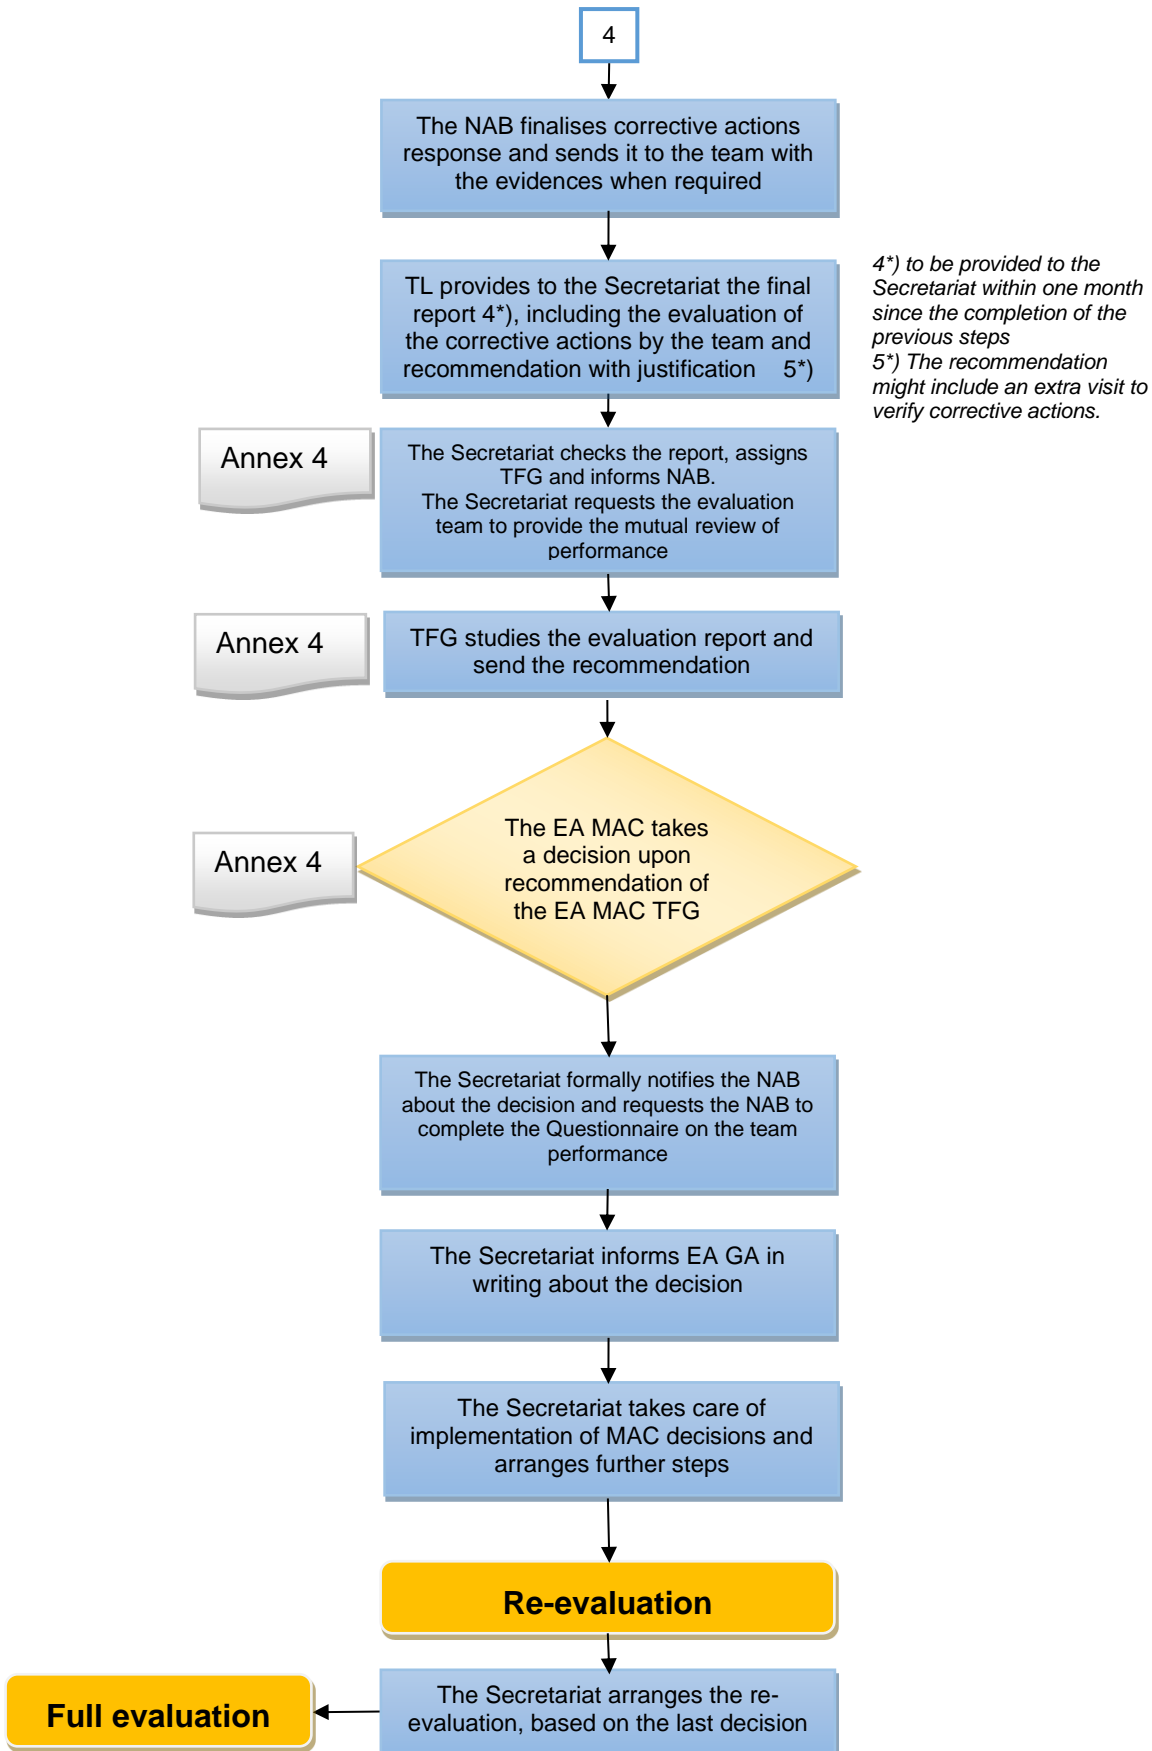 4
The NAB finalises corrective actions
response and sends it to the team with
the evidences when required
TL provides to the Secretariat the final
report 4*), including the evaluation of
the corrective actions by the team and
recommendation with justification 5*)
4*) to be provided to the
Secretariat within one month
since the completion of the
previous steps
5*) The recommendation
might include an extra visit to
verify corrective actions.
Annex 4
The Secretariat checks the report, assigns
TFG and informs NAB.
The Secretariat requests the evaluation
team to provide the mutual review of
performance
Annex 4
TFG studies the evaluation report and
send the recommendation
Annex 4
The EA MAC takes
a decision upon
recommendation of
the EA MAC TFG
The Secretariat formally notifies the NAB
about the decision and requests the NAB to
complete the Questionnaire on the team
performance
The Secretariat informs EA GA in
writing about the decision
The Secretariat takes care of
implementation of MAC decisions and
arranges further steps
Re-evaluation
Full evaluation
The Secretariat arranges the re-
evaluation, based on the last decision